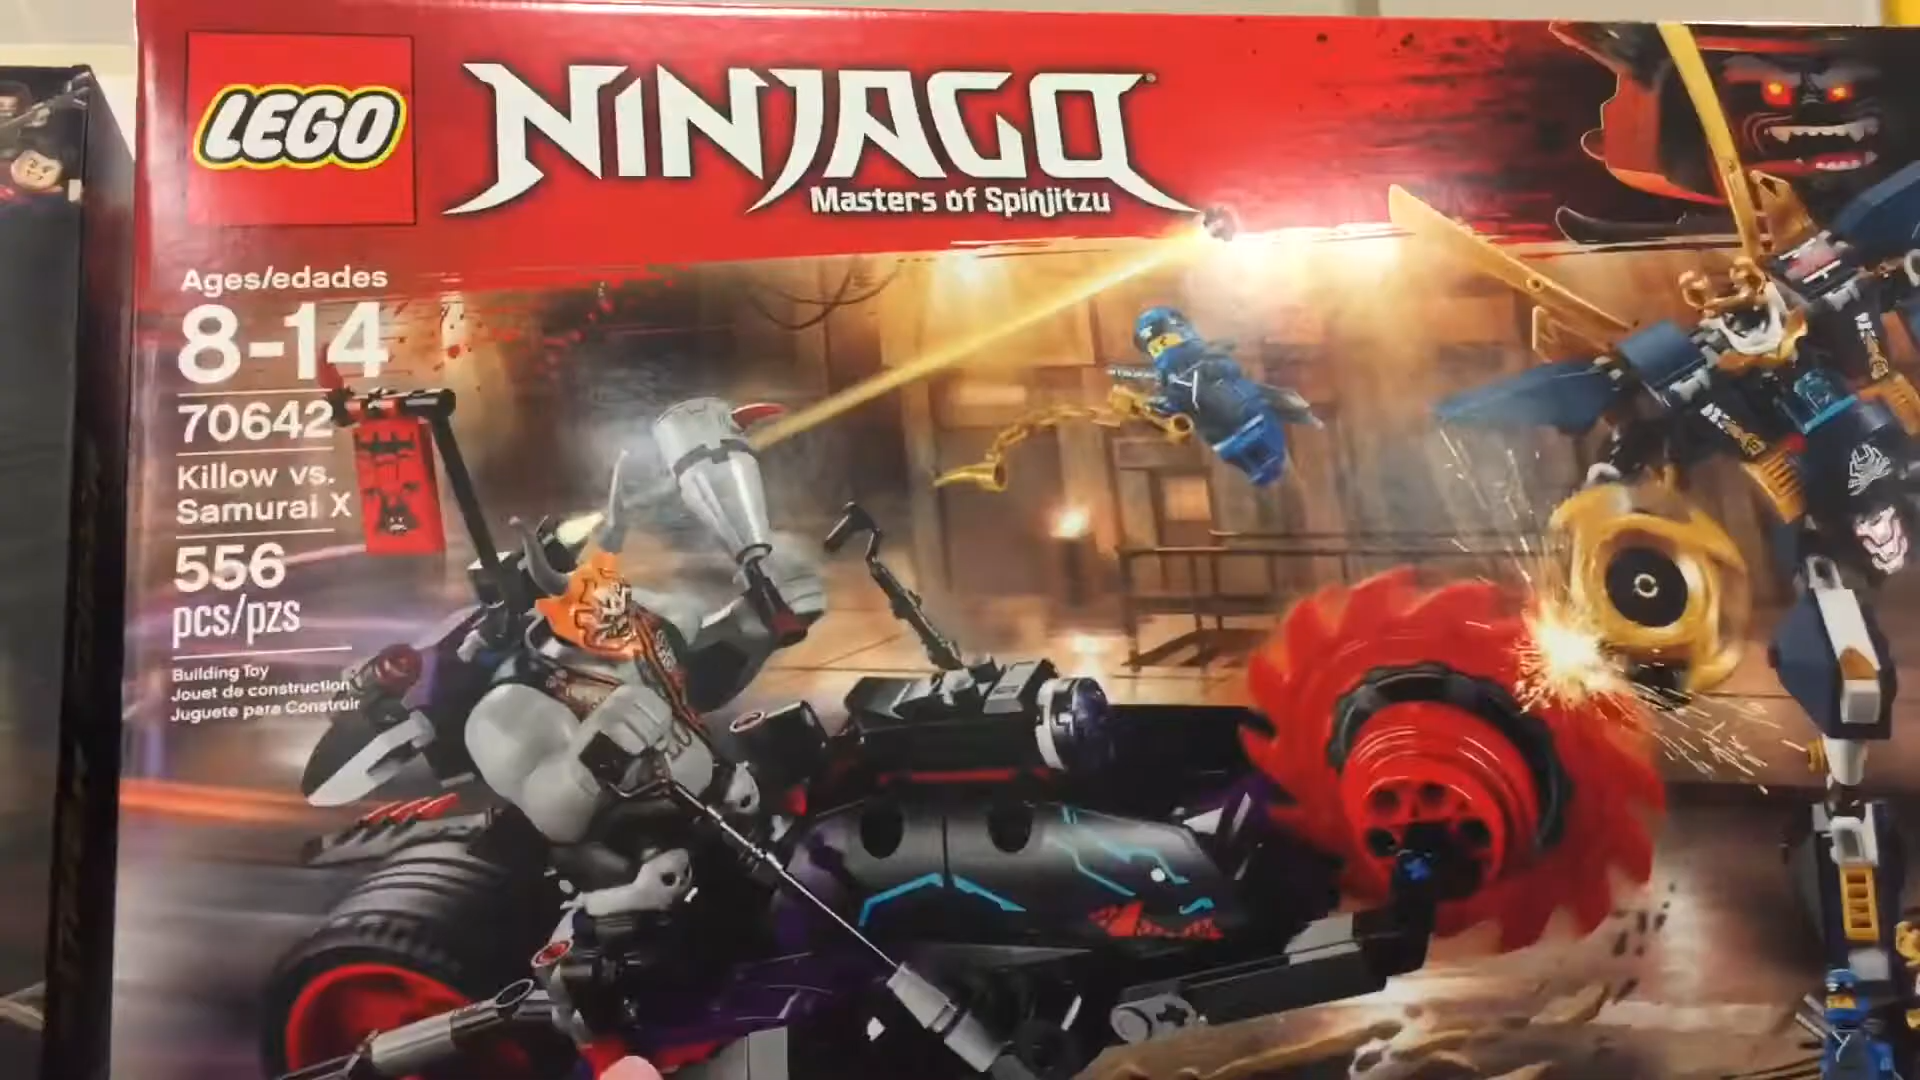 LEGO
NINJAGO
Masters of Spinjitzu
Ages/edades
8-14
70642
Killow vs.
Samurai X
556
pcs/pzs
Building Toy
Jouet de construction
Juguete para Construir